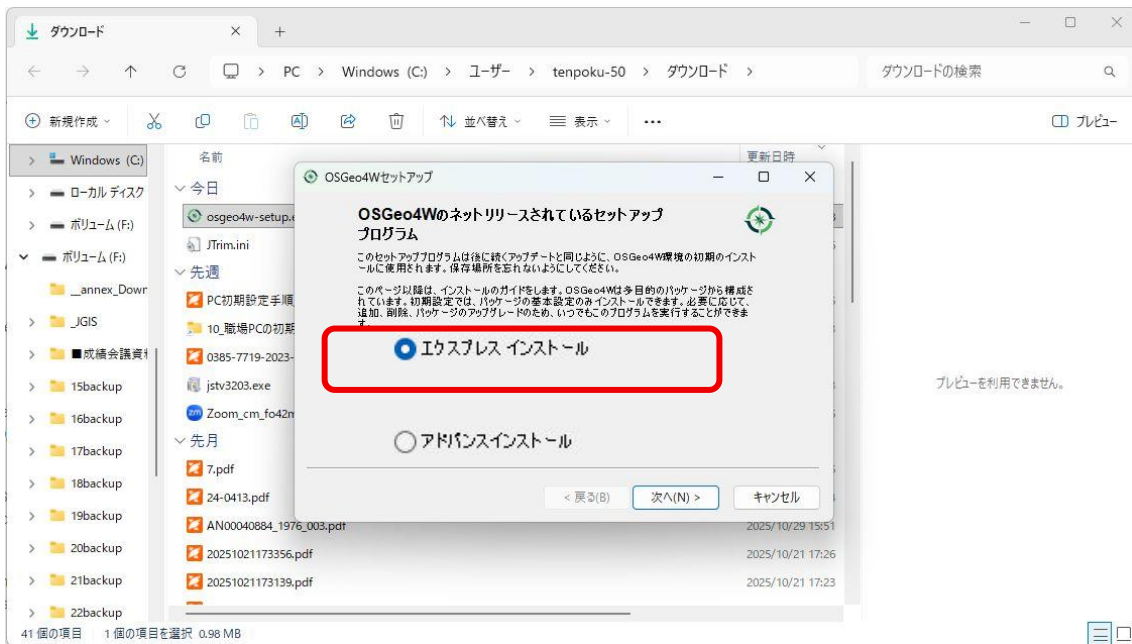 ダウンロード
PC > Windows (C:) > ユーザー > tenpoku-50 > ダウンロード >
ダウンロードの検索
新規作成
並べ替え
表示
プレビュー
Windows (C:)
ローカル ディスク
ボリューム (F:)
ボリューム (F:)
__annex_Dowr
_JGIS
■成績会議資料
15backup
16backup
17backup
18backup
19backup
20backup
21backup
22backup
名前
更新日時
今日
osgeo4w-setup.e
JTrim.ini
先週
PC初期設定手順
10_職場PCの初期
0385-7719-2023-
jstv3203.exe
Zoom_cm_fo42m
先月
7.pdf
24-0413.pdf
AN00040884_1976_003.pdf
2025/10/29 15:51
20251021173356.pdf
2025/10/21 17:26
20251021173139.pdf
2025/10/21 17:23
OSGeo4Wセットアップ
OSGeo4Wのネットリリースされているセットアップ
プログラム
このセットアッププログラムは後に続くアップデートと同じように、OSGeo4W環境の初期のインスト
ールに使用されます。保存場所を忘れないようにしてください。
このページ以降は、インストールのガイドをします。OSGeo4Wは多目的のパッケージから構成さ
れています。初期設定では、パッケージの基本設定のみインストールできます。必要に応じて、
追加、削除、パッケージのアップグレードのため、いつでもこのプログラムを実行することができま
す。
エクスプレス インストール
アドバンスインストール
< 戻る(B)
次へ(N) >
キャンセル
プレビューを利用できません。
41 個の項目
1 個の項目を選択 0.98 MB